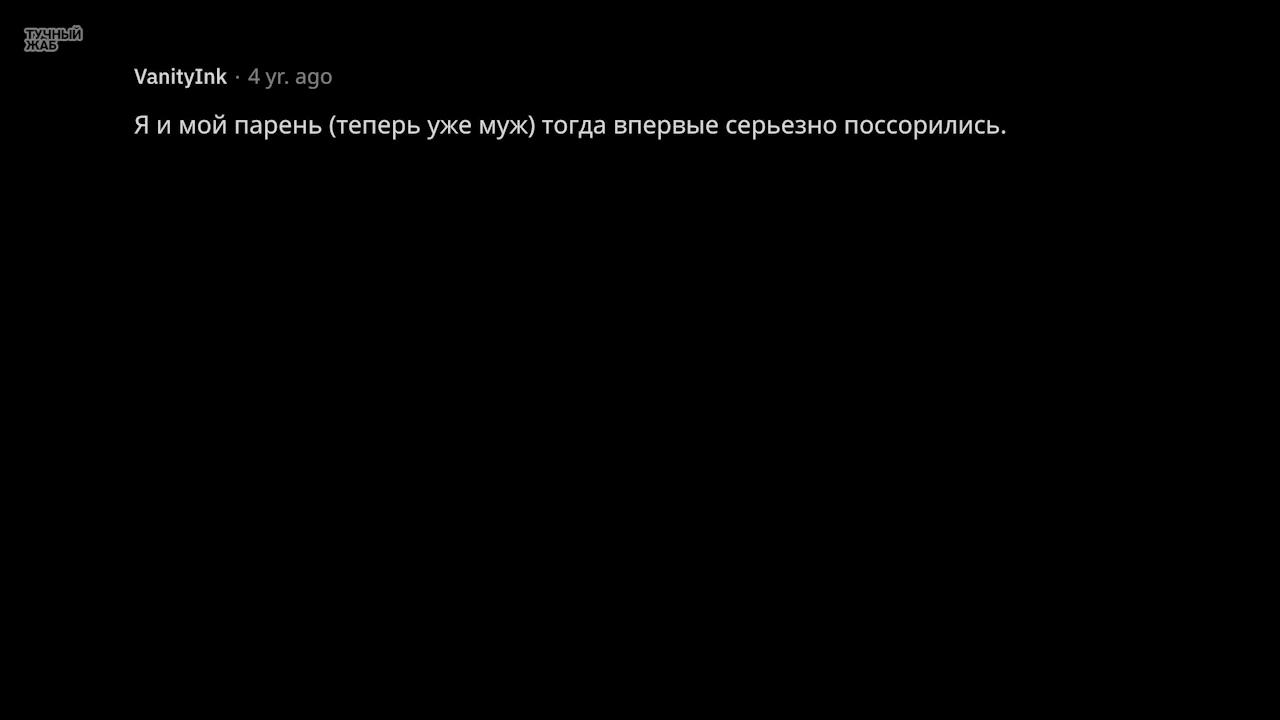 ТУЧНЫЙ
ЖАБ
VanityInk · 4 yr. ago
Я и мой парень (теперь уже муж) тогда впервые серьезно поссорились.